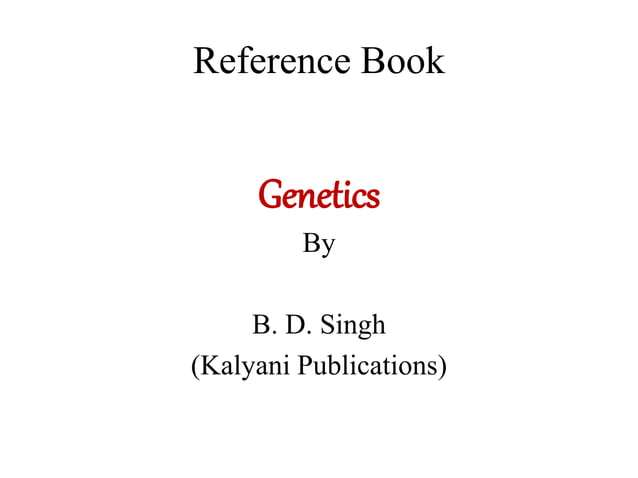 Reference Book
Genetics
By
B. D. Singh
(Kalyani Publications)